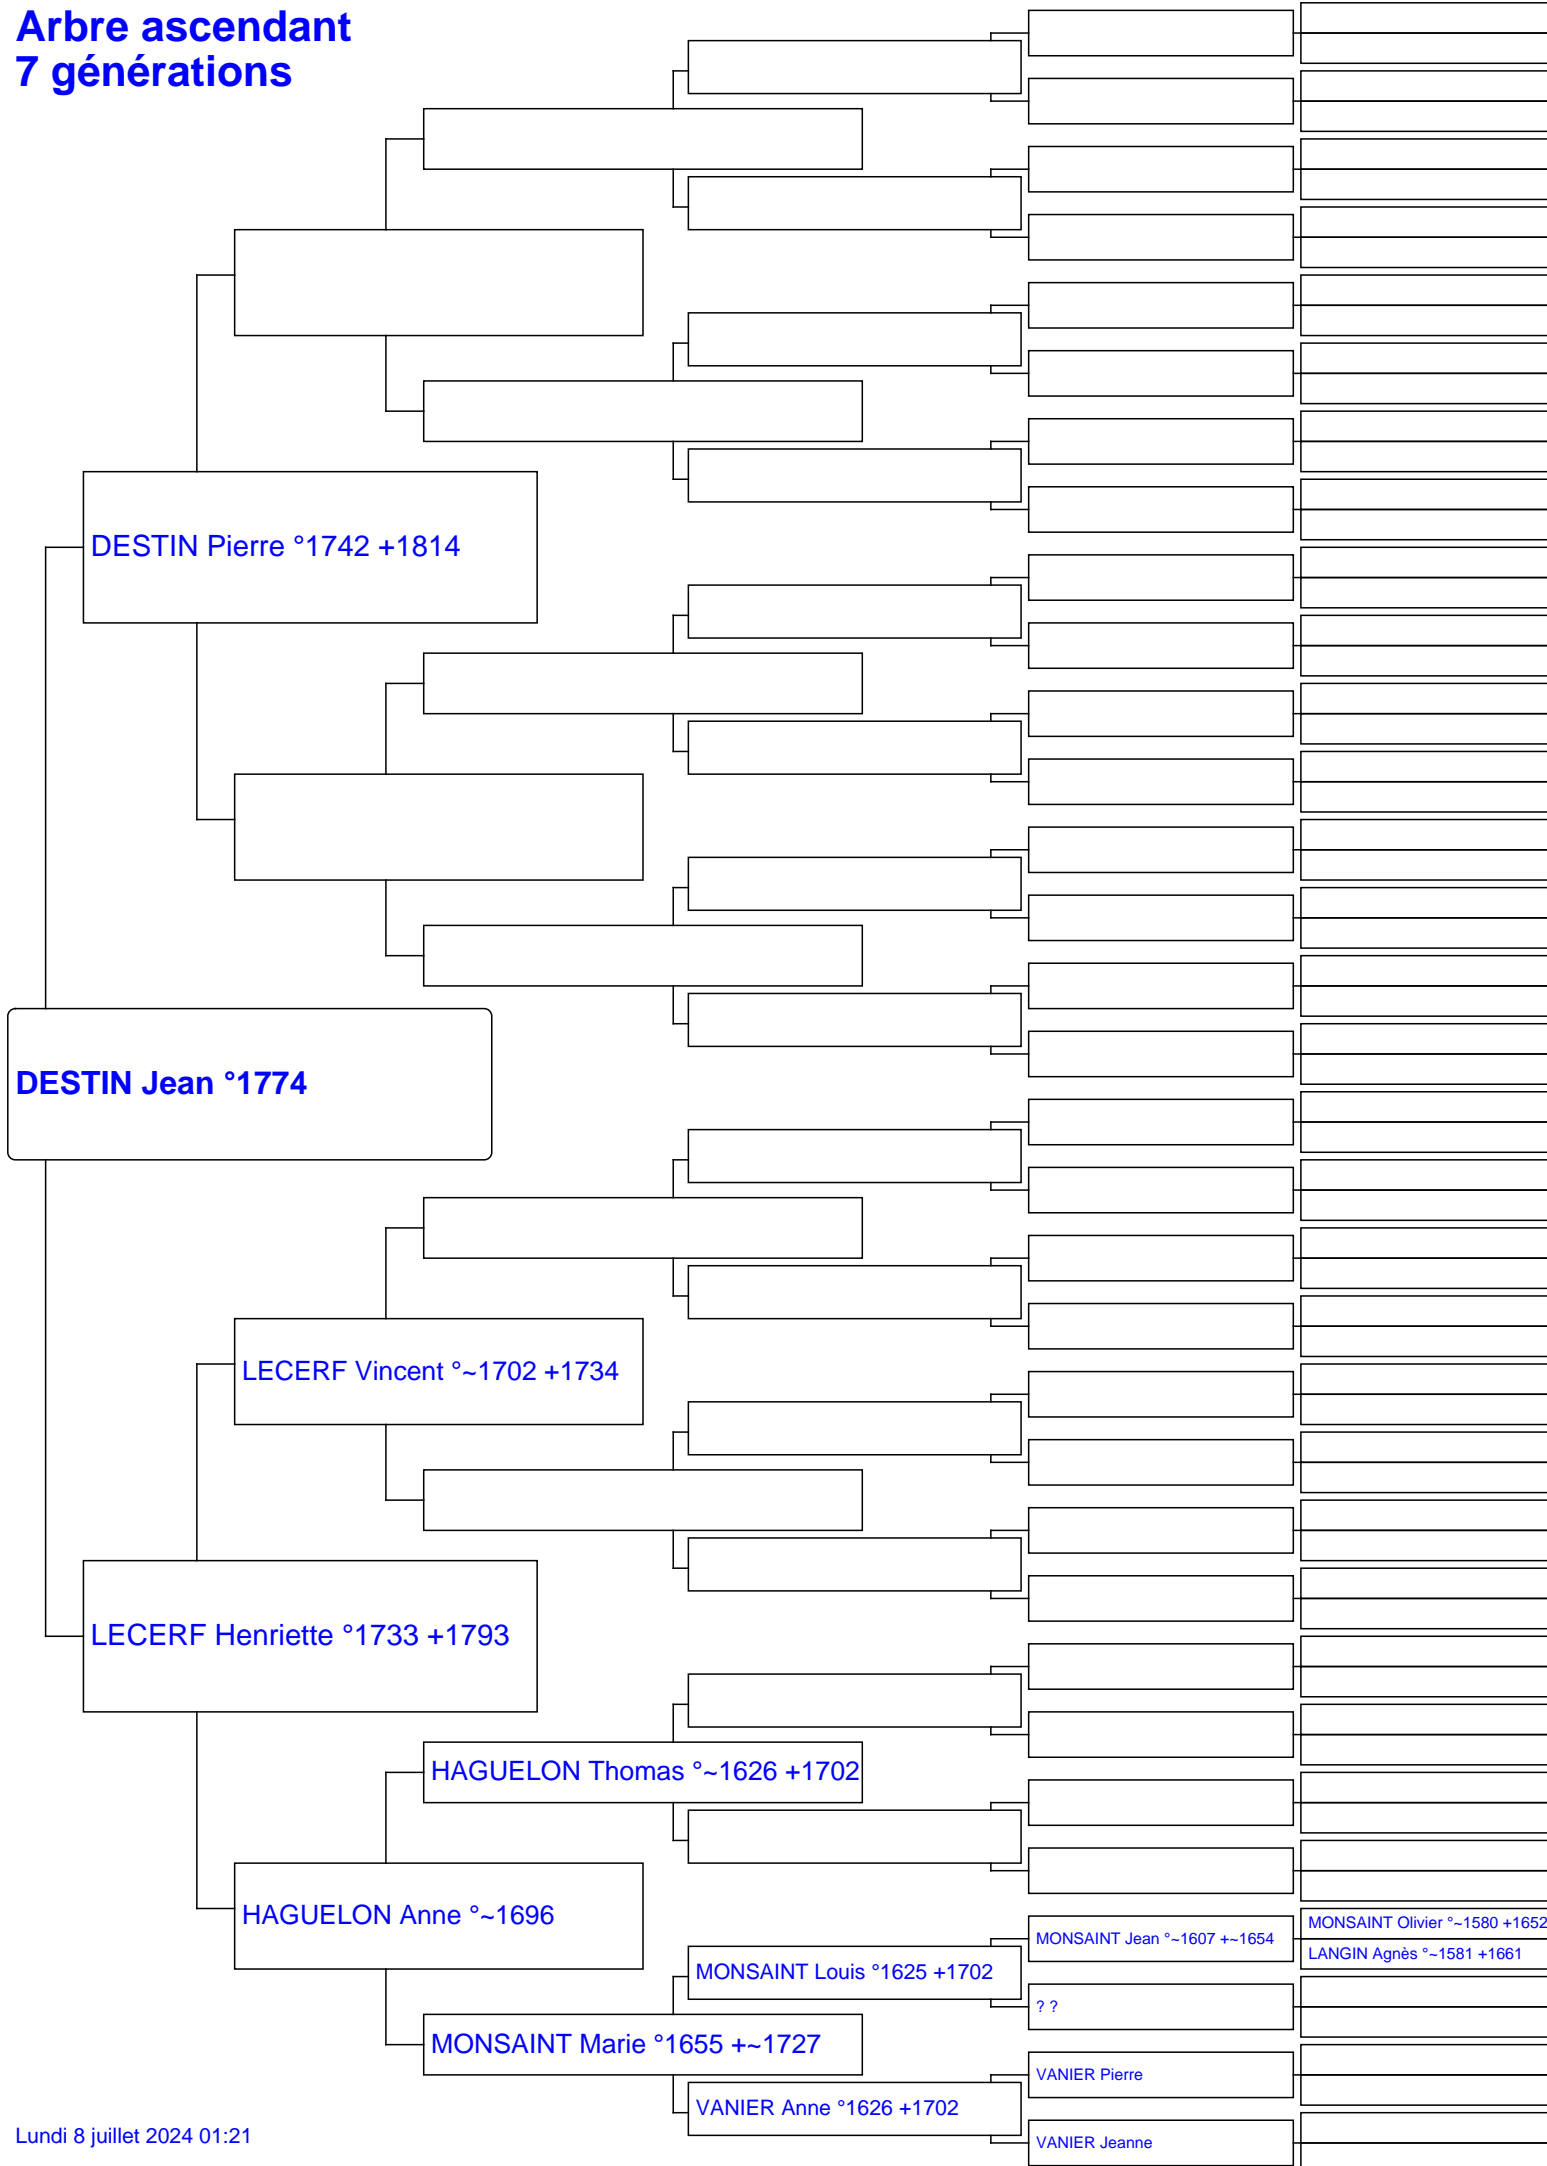 Arbre ascendant
7 générations
DESTIN Pierre °1742 +1814
DESTIN Jean °1774
LECERF Vincent °~1702 +1734
LECERF Henriette °1733 +1793
HAGUELON Thomas °~1626 +1702
HAGUELON Anne °~1696
MONSAINT Olivier °~1580 +1652
MONSAINT Jean °~1607 +~1654
LANGIN Agnès °~1581 +1661
MONSAINT Louis °1625 +1702
? ?
MONSAINT Marie °1655 +~1727
VANIER Pierre
VANIER Anne °1626 +1702
VANIER Jeanne
Lundi 8 juillet 2024 01:21